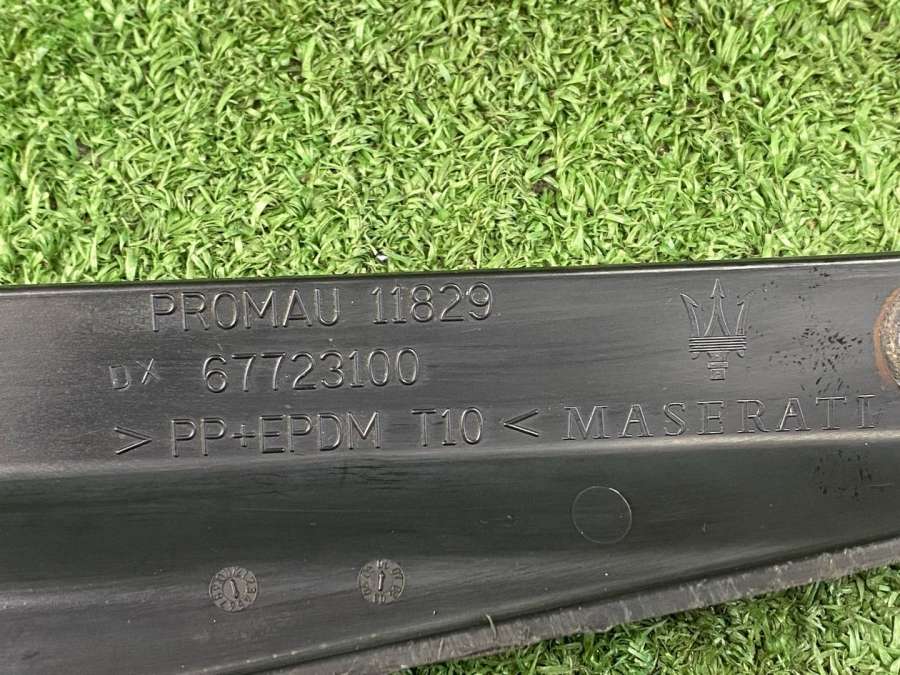 PROMAU 11829
DX 67723100
> PP+EPDM T10 <
MASERATI